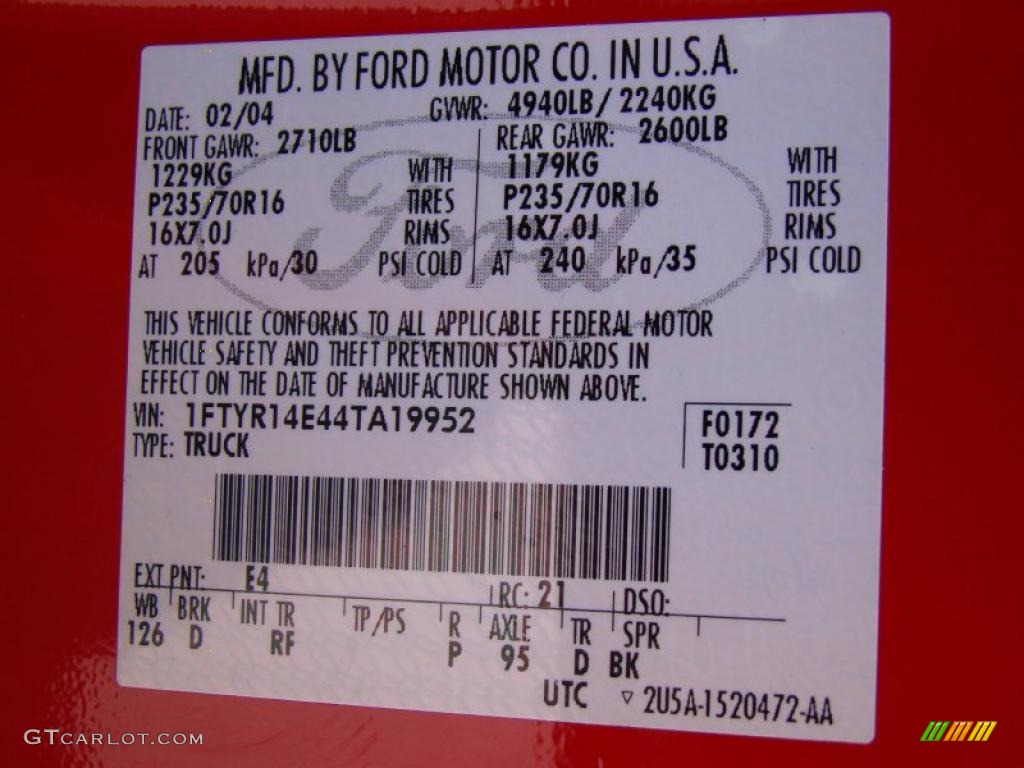 MFD. BY FORD MOTOR CO. IN U.S.A.
DATE: 02/04 GVWR: 4940LB/ 2240KG
FRONT GAWR: 2710LB REAR GAWR: 2600LB
1229KG WITH 1179KG WITH
P235/70R16 TIRES P235/70R16 TIRES
16X7.0J RIMS 16X7.0J RIMS
AT 205 kPa/30 PSI COLD AT 240 kPa/35 PSI COLD
Ford
THIS VEHICLE CONFORMS TO ALL APPLICABLE FEDERAL MOTOR
VEHICLE SAFETY AND THEFT PREVENTION STANDARDS IN
EFFECT ON THE DATE OF MANUFACTURE SHOWN ABOVE.
VIN: 1FTYR14E44TA19952 F0172
TYPE: TRUCK T0310
EXT PNT: E4 RC: 21 DSO:
WB BRK INT TR TP/PS R AXLE TR SPR
126 D RF P 95 D BK
UTC ▽ 2U5A-1520472-AA
GTCARLOT.COM